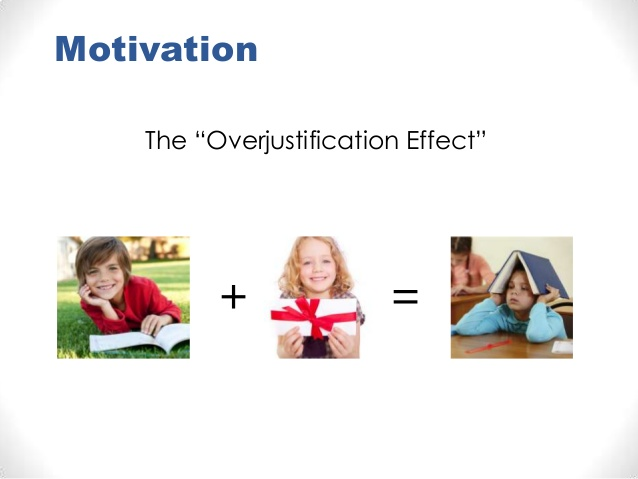 Motivation
The “Overjustification Effect”
+ =